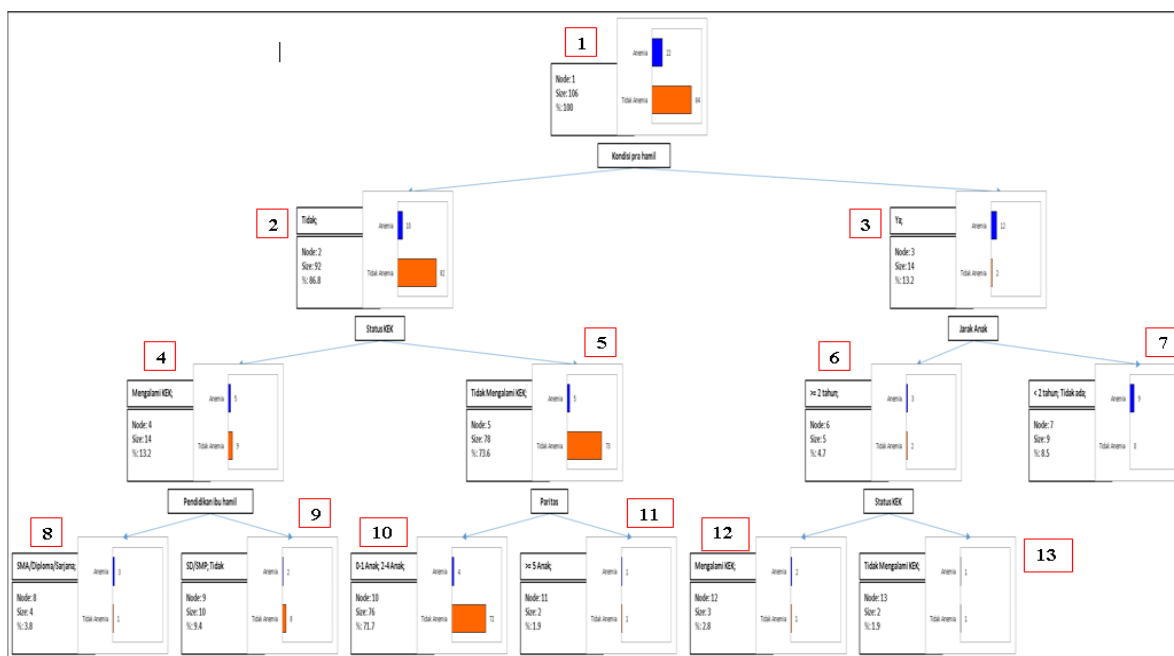 1
Anemia
22
Node: 1
Size: 106
%: 100
Tidak Anemia
84
Kondisi pra hamil
2
Tidak;
Anemia
10
Node: 2
Size: 92
%: 86.8
Tidak Anemia
82
3
Ya;
Anemia
12
Node: 3
Size: 14
%: 13.2
Tidak Anemia
2
Status KEK
Jarak Anak
4
Mengalami KEK;
Anemia
5
Node: 4
Size: 14
%: 13.2
Tidak Anemia
9
5
Tidak Mengalami KEK;
Anemia
5
Node: 5
Size: 78
%: 73.6
Tidak Anemia
73
6
>= 2 tahun;
Anemia
3
Node: 6
Size: 5
%: 4.7
Tidak Anemia
2
7
< 2 tahun; Tidak ada;
Anemia
9
Node: 7
Size: 9
%: 8.5
Tidak Anemia
0
Pendidikan ibu hamil
Paritas
Status KEK
8
SMA/Diploma/Sarjana;
Anemia
3
Node: 8
Size: 4
%: 3.8
Tidak Anemia
1
9
SD/SMP; Tidak
Anemia
2
Node: 9
Size: 10
%: 9.4
Tidak Anemia
8
10
0-1 Anak; 2-4 Anak;
Anemia
4
Node: 10
Size: 76
%: 71.7
Tidak Anemia
72
11
>= 5 Anak;
Anemia
1
Node: 11
Size: 2
%: 1.9
Tidak Anemia
1
12
Mengalami KEK;
Anemia
2
Node: 12
Size: 3
%: 2.8
Tidak Anemia
1
13
Tidak Mengalami KEK;
Anemia
1
Node: 13
Size: 2
%: 1.9
Tidak Anemia
1